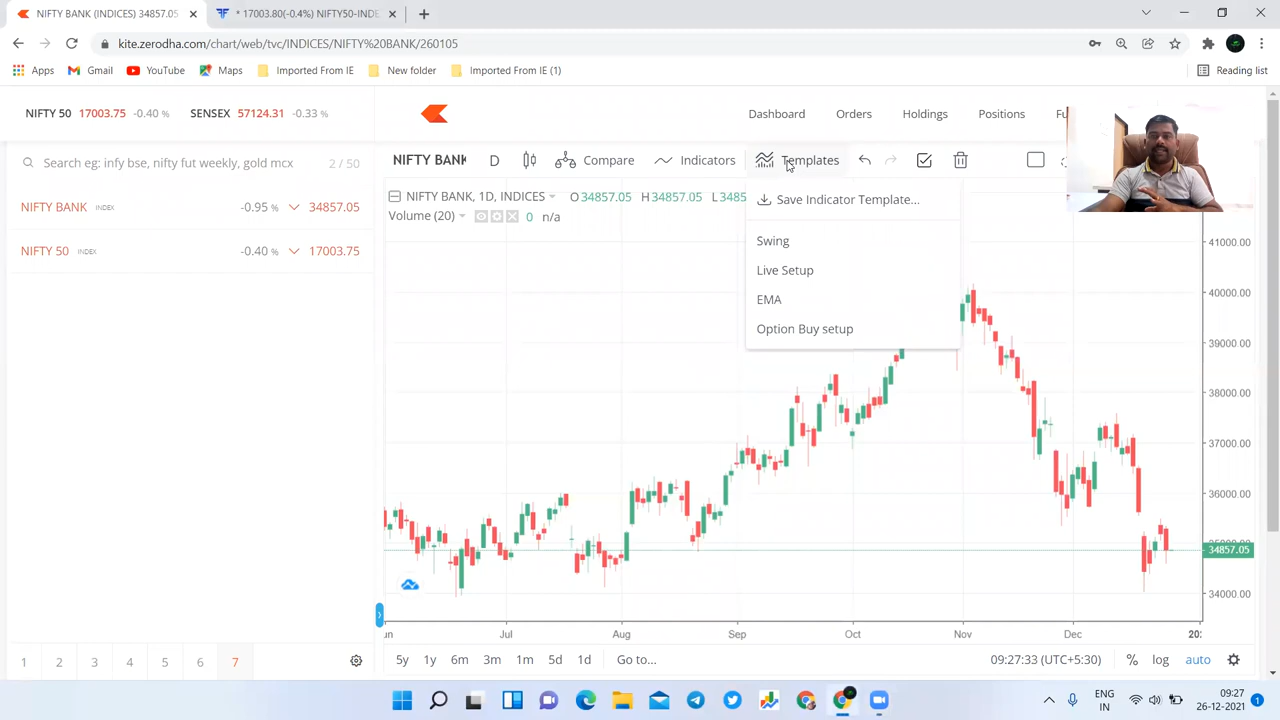 NIFTY BANK (INDICES) 34857.05
* 17003.80(-0.4%) NIFTY50-INDE
kite.zerodha.com/chart/web/tvc/INDICES/NIFTY%20BANK/260105
Apps Gmail YouTube Maps Imported From IE New folder Imported From IE (1) Reading list
NIFTY 50 17003.75 -0.40 % SENSEX 57124.31 -0.33 %
Dashboard Orders Holdings Positions Fu
Search eg: infy bse, nifty fut weekly, gold mcx 2 / 50
NIFTY BANK D Compare Indicators Templates
NIFTY BANK INDEX -0.95 % 34857.05
NIFTY 50 INDEX -0.40 % 17003.75
NIFTY BANK, 1D, INDICES O34857.05 H34857.05 L3485
Volume (20) 0 n/a
Save Indicator Template...
Swing
Live Setup
EMA
Option Buy setup
41000.00
40000.00
39000.00
38000.00
37000.00
36000.00
34857.05
34000.00
Jul Aug Sep Oct Nov Dec 20
5y 1y 6m 3m 1m 5d 1d Go to... 09:27:33 (UTC+5:30) % log auto
1 2 3 4 5 6 7
ENG
IN
09:27
26-12-2021
1